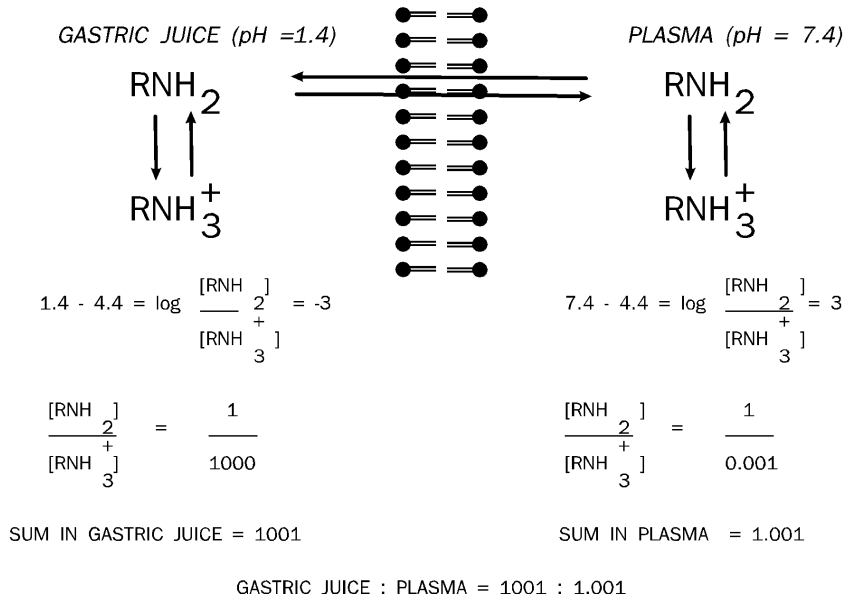 GASTRIC JUICE (pH =1.4)
PLASMA (pH = 7.4)
RNH2
RNH2
RNH3+
RNH3+
1.4 - 4.4 = log [RNH2] / [RNH3+] = -3
7.4 - 4.4 = log [RNH2] / [RNH3+] = 3
[RNH2] / [RNH3+] = 1 / 1000
[RNH2] / [RNH3+] = 1 / 0.001
SUM IN GASTRIC JUICE = 1001
SUM IN PLASMA = 1.001
GASTRIC JUICE : PLASMA = 1001 : 1.001